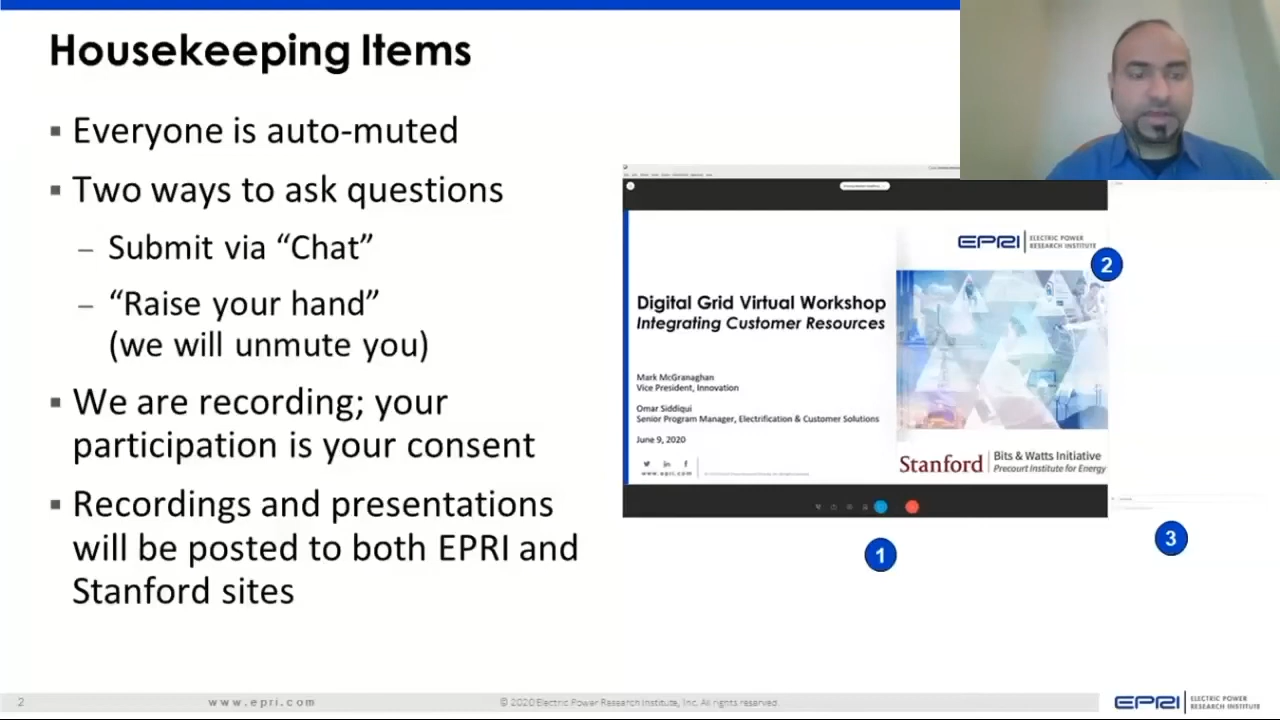 Housekeeping Items
Everyone is auto-muted
Two ways to ask questions
– Submit via “Chat”
– “Raise your hand”
(we will unmute you)
We are recording; your
participation is your consent
Recordings and presentations
will be posted to both EPRI and
Stanford sites
EPRI
ELECTRIC POWER
RESEARCH INSTITUTE
2
Digital Grid Virtual Workshop
Integrating Customer Resources
Mark McGranaghan
Vice President, Innovation
Omar Siddiqui
Senior Program Manager, Electrification & Customer Solutions
June 9, 2020
www.epri.com
Stanford
Bits & Watts Initiative
Precourt Institute for Energy
1
3
2
www.epri.com
© 2020 Electric Power Research Institute, Inc. All rights reserved.
EPRI
ELECTRIC POWER
RESEARCH INSTITUTE